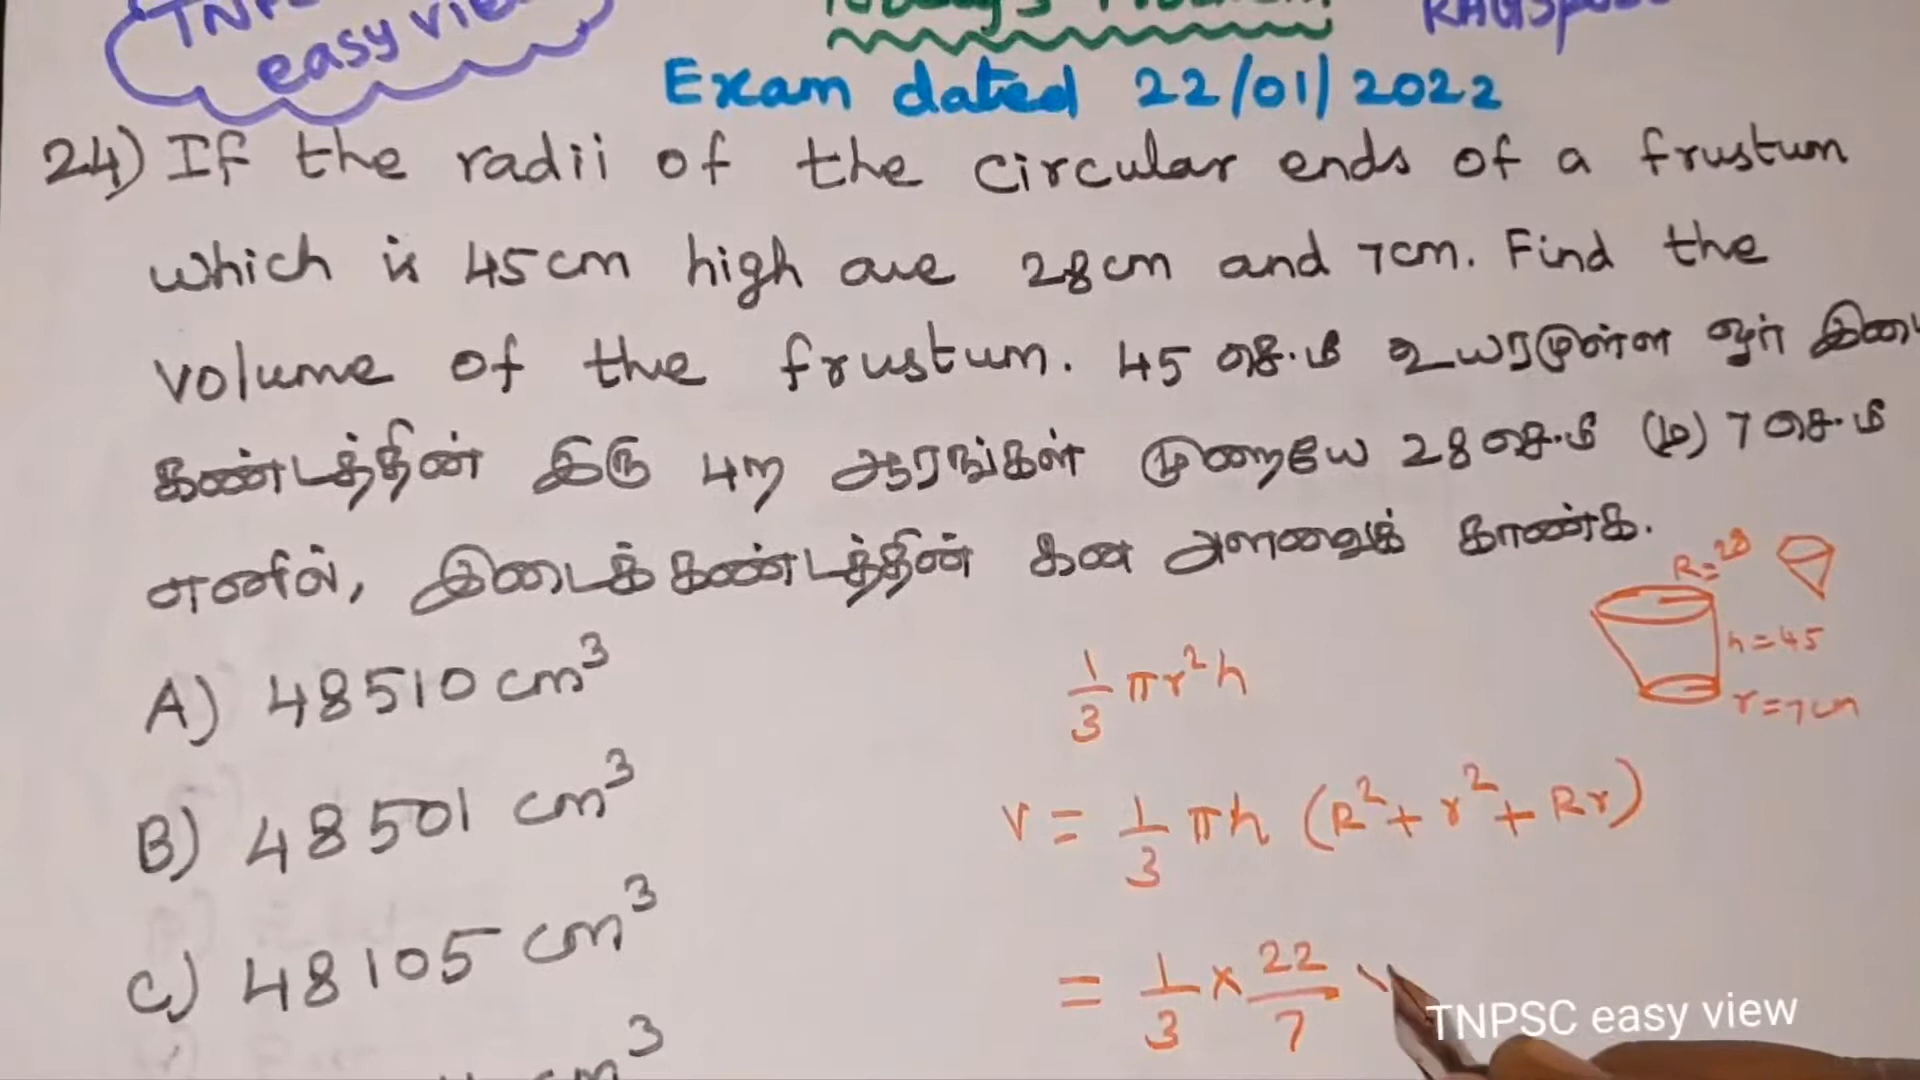 easy view
Exam dated 22/01/2022
24) If the radii of the circular ends of a frustum
which is 45cm high are 28cm and 7cm. Find the
volume of the frustum. 45 செ.மீ உயரமுள்ள ஓர்
கண்டத்தின் இரு புற ஆரங்கள் முறையே 28 செ.மீ (ம) 7 செ.மீ
எனில், இடைக்கண்டத்தின் கன அளவைக் காண்க.
R=28
h=45
r=7cm
A) 48510 cm³
B) 48501 cm³
C) 48105 cm³
cm³
1/3 πr²h
V = 1/3 πh (R²+r²+Rr)
= 1/3 × 22/7
TNPSC easy view